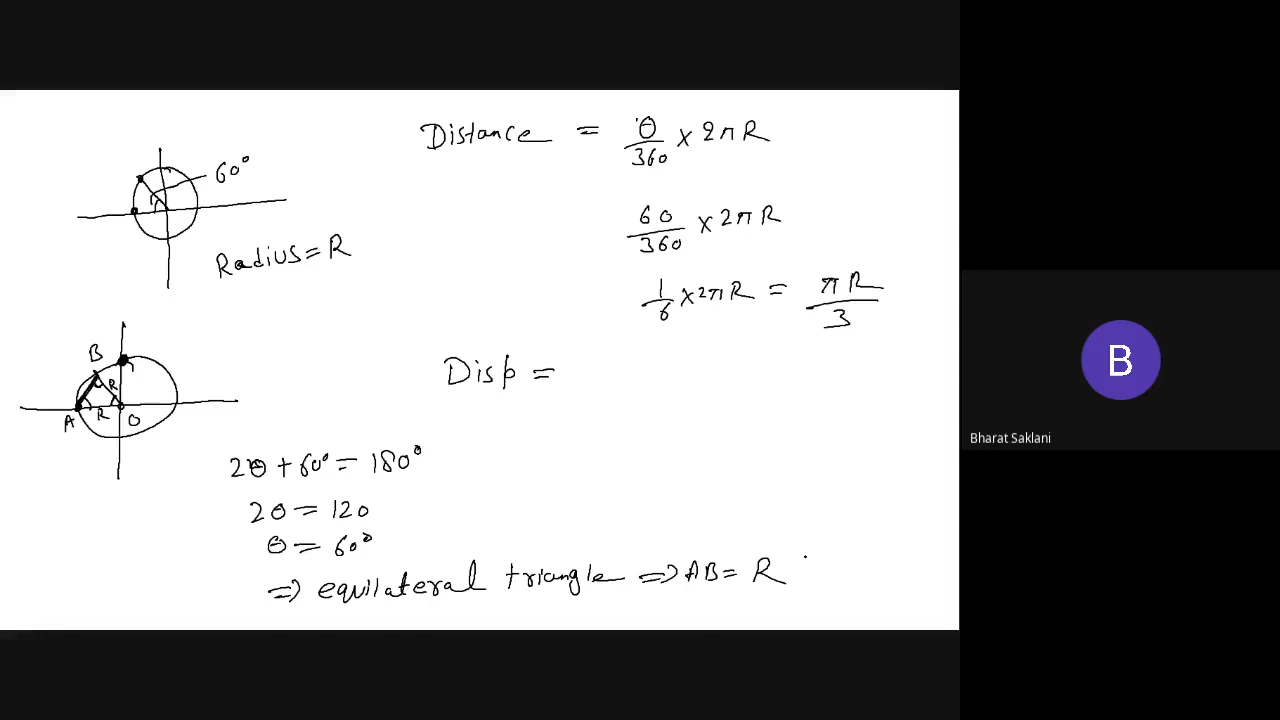 Distance = θ/360 × 2πR
60°
60/360 × 2πR
Radius = R
1/6 × 2πR = πR/3
B
R
Disp =
A R O
2θ + 60° = 180°
2θ = 120
θ = 60°
⇒ equilateral triangle ⇒ AB = R
B
Bharat Saklani